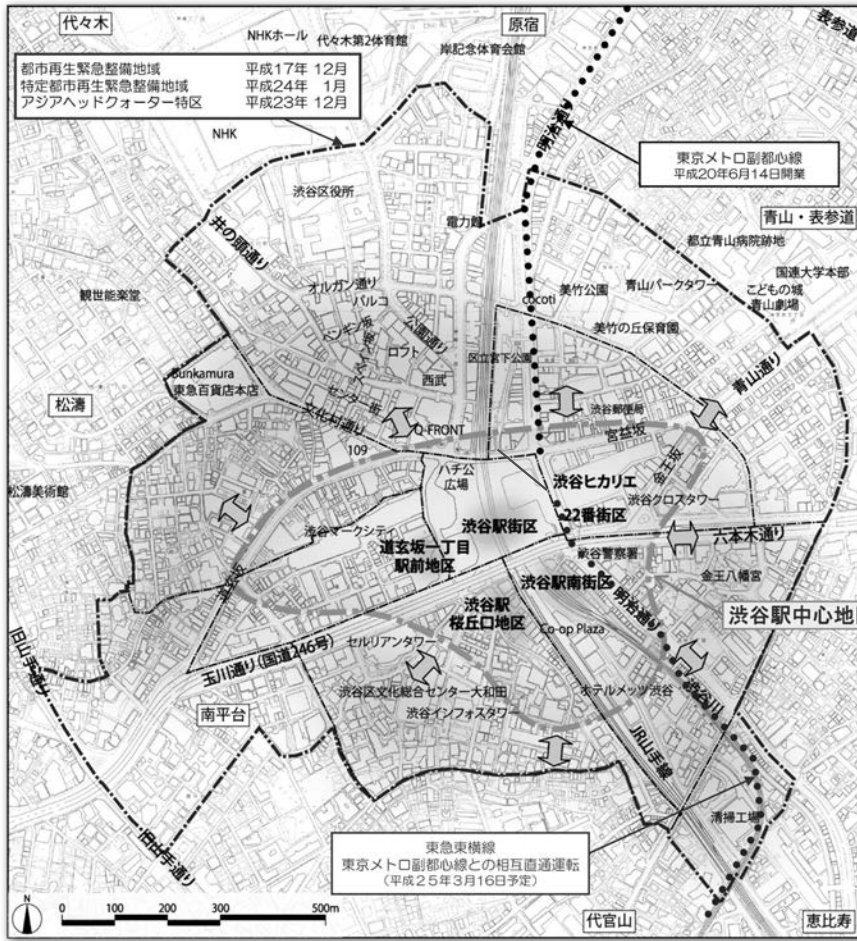 代々木
原宿
表参道
NHKホール
代々木第2体育館
岸記念体育会館
都市再生緊急整備地域 平成17年 12月
特定都市再生緊急整備地域 平成24年 1月
アジアヘッドクォーター特区 平成23年 12月
NHK
明治通り
東京メトロ副都心線
平成20年6月14日開業
渋谷区役所
電力館
青山・表参道
井の頭通り
都立青山病院跡地
観世能楽堂
オルガン通り
パルコ
公園通り
cocoti
美竹公園
青山パークタワー
国連大学本部
こどもの城
青山劇場
ペンギン坂
スペイン坂
ロフト
区立宮下公園
美竹の丘保育園
Bunkamura
東急百貨店本店
西武
青山通り
松濤
センター街
文化村通り
Q-FRONT
渋谷郵便局
宮益坂
109
ハチ公
広場
渋谷ヒカリエ
金王坂
松濤美術館
渋谷クロスタワー
22番街区
渋谷マークシティ
渋谷駅街区
六本木通り
道玄坂一丁目
駅前地区
渋谷警察署
道玄坂
渋谷駅南街区
金王八幡宮
渋谷駅
桜丘口地区
明治通り
渋谷駅中心地
旧山手通り
セルリアンタワー
Co-op Plaza
玉川通り(国道246号)
渋谷区文化総合センター大和田
ホテルメッツ渋谷
渋谷川
南平台
渋谷インフォスタワー
JR山手線
旧山手通り
清掃工場
東急東横線
東京メトロ副都心線との相互直通運転
(平成25年3月16日予定)
N
0 100 200 300 500m
代官山
恵比寿